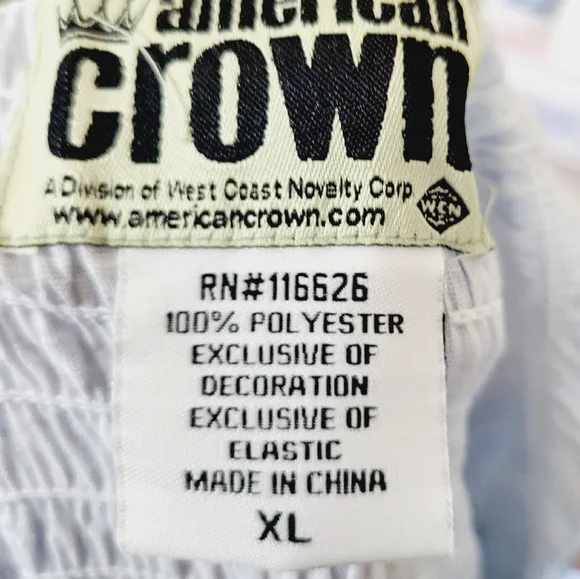 american
crown
A Division of West Coast Novelty Corp
www.americancrown.com
WCN
RN#116626
100% POLYESTER
EXCLUSIVE OF
DECORATION
EXCLUSIVE OF
ELASTIC
MADE IN CHINA
XL